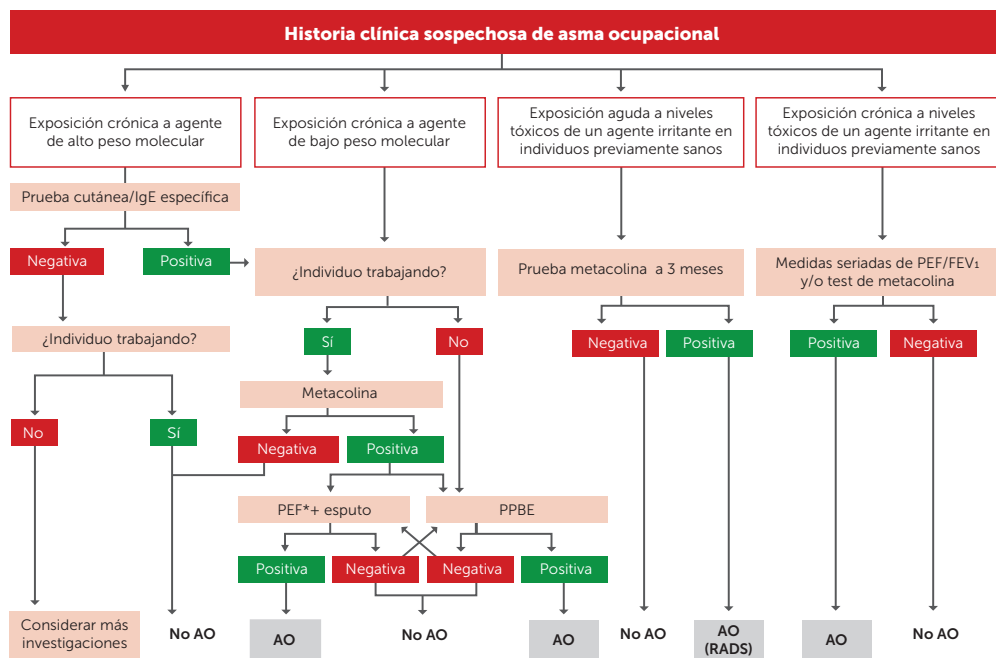 Historia clínica sospechosa de asma ocupacional
Exposición crónica a agente
de alto peso molecular
Exposición crónica a agente
de bajo peso molecular
Exposición aguda a niveles
tóxicos de un agente irritante en
individuos previamente sanos
Exposición crónica a niveles
tóxicos de un agente irritante en
individuos previamente sanos
Prueba cutánea/IgE específica
Negativa
Positiva
¿Individuo trabajando?
Prueba metacolina a 3 meses
Medidas seriadas de PEF/FEV₁
y/o test de metacolina
¿Individuo trabajando?
Sí
No
Negativa
Positiva
Positiva
Negativa
Metacolina
No
Sí
Negativa
Positiva
PEF*+ esputo
PPBE
Positiva
Negativa
Negativa
Positiva
Considerar más
investigaciones
No AO
AO
No AO
AO
No AO
AO
(RADS)
AO
No AO